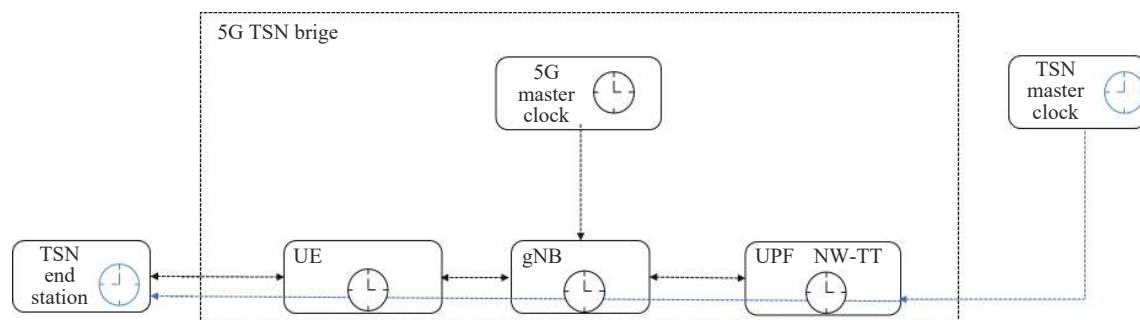 5G TSN brige
5G
master
clock
TSN
master
clock
TSN
end
station
UE
gNB
UPF NW-TT